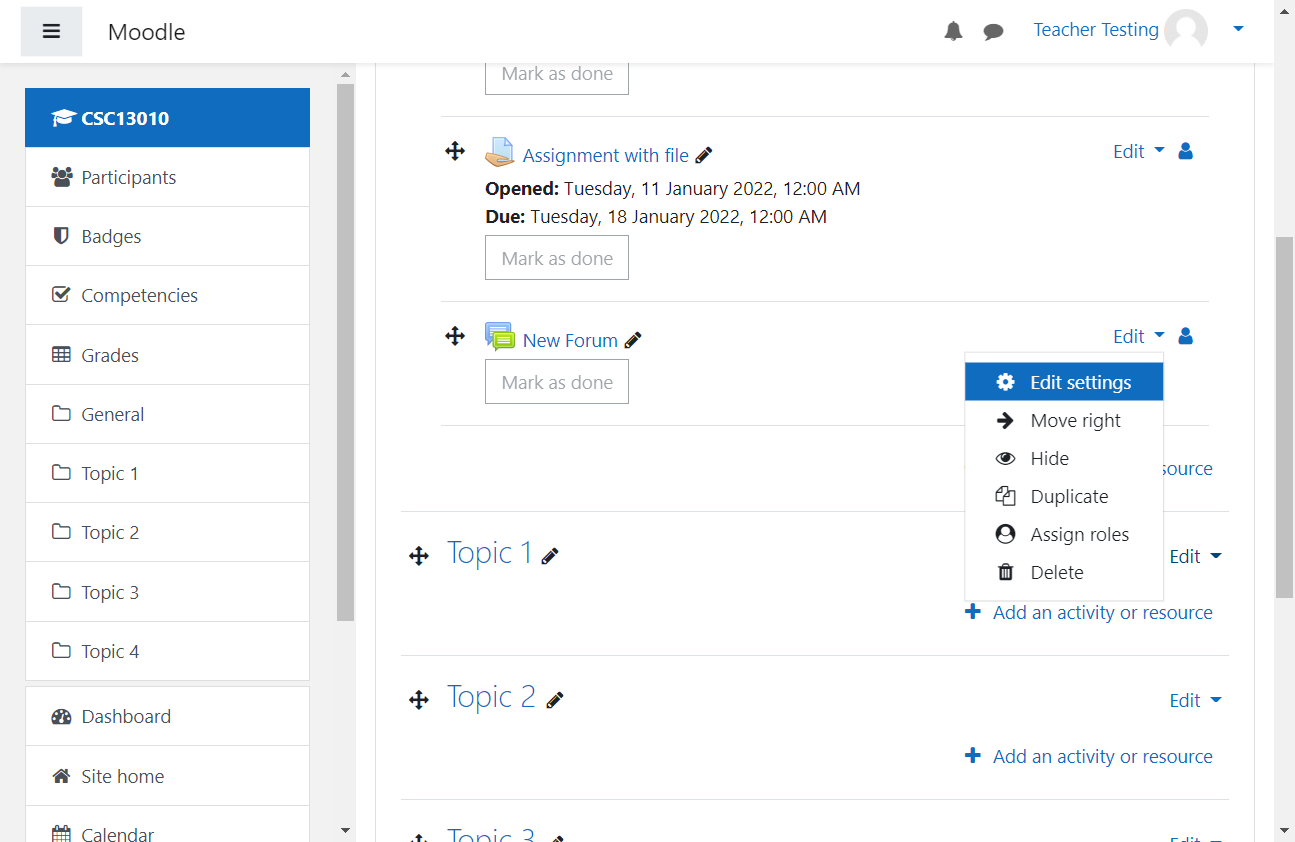 Moodle
Teacher Testing
CSC13010
Participants
Badges
Competencies
Grades
General
Topic 1
Topic 2
Topic 3
Topic 4
Dashboard
Site home
Calendar
Mark as done
Assignment with file
Edit
Opened: Tuesday, 11 January 2022, 12:00 AM
Due: Tuesday, 18 January 2022, 12:00 AM
Mark as done
New Forum
Edit
Mark as done
Edit settings
Move right
Hide
Duplicate
Assign roles
Delete
Topic 1
Edit
Add an activity or resource
Topic 2
Edit
Add an activity or resource
Topic 3
Edit